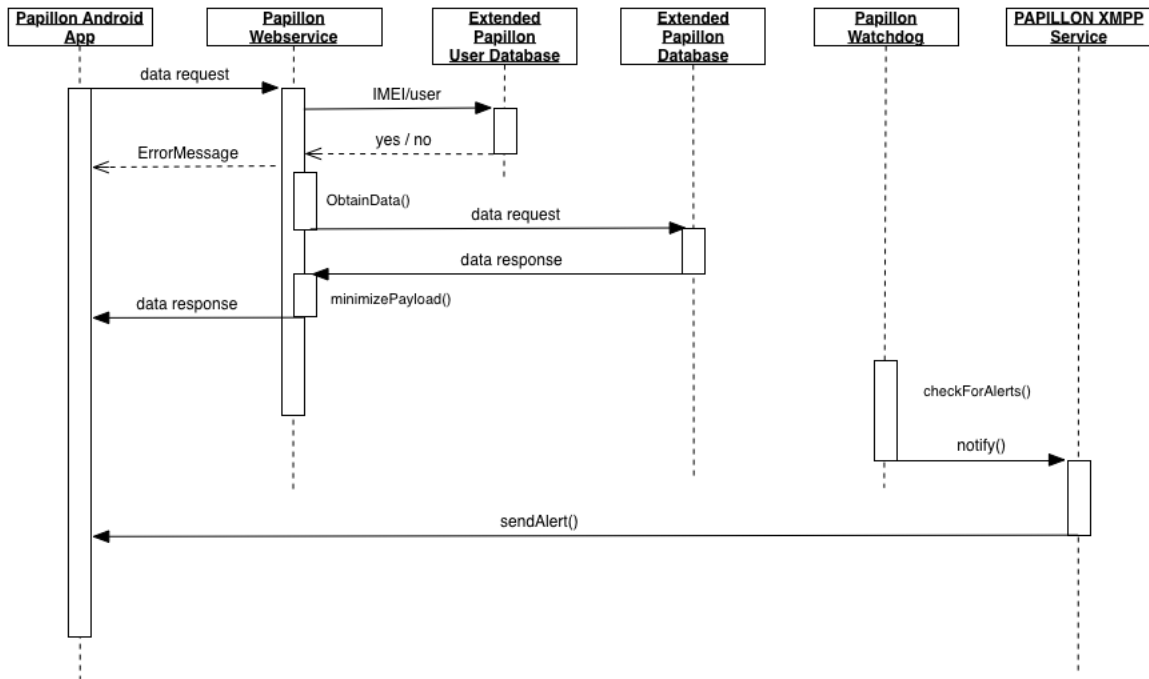 Papillon Android
App
Papillon
Webservice
Extended
Papillon
User Database
Extended
Papillon
Database
Papillon
Watchdog
PAPILLON XMPP
Service
data request
IMEI/user
yes / no
ErrorMessage
ObtainData()
data request
data response
minimizePayload()
data response
checkForAlerts()
notify()
sendAlert()